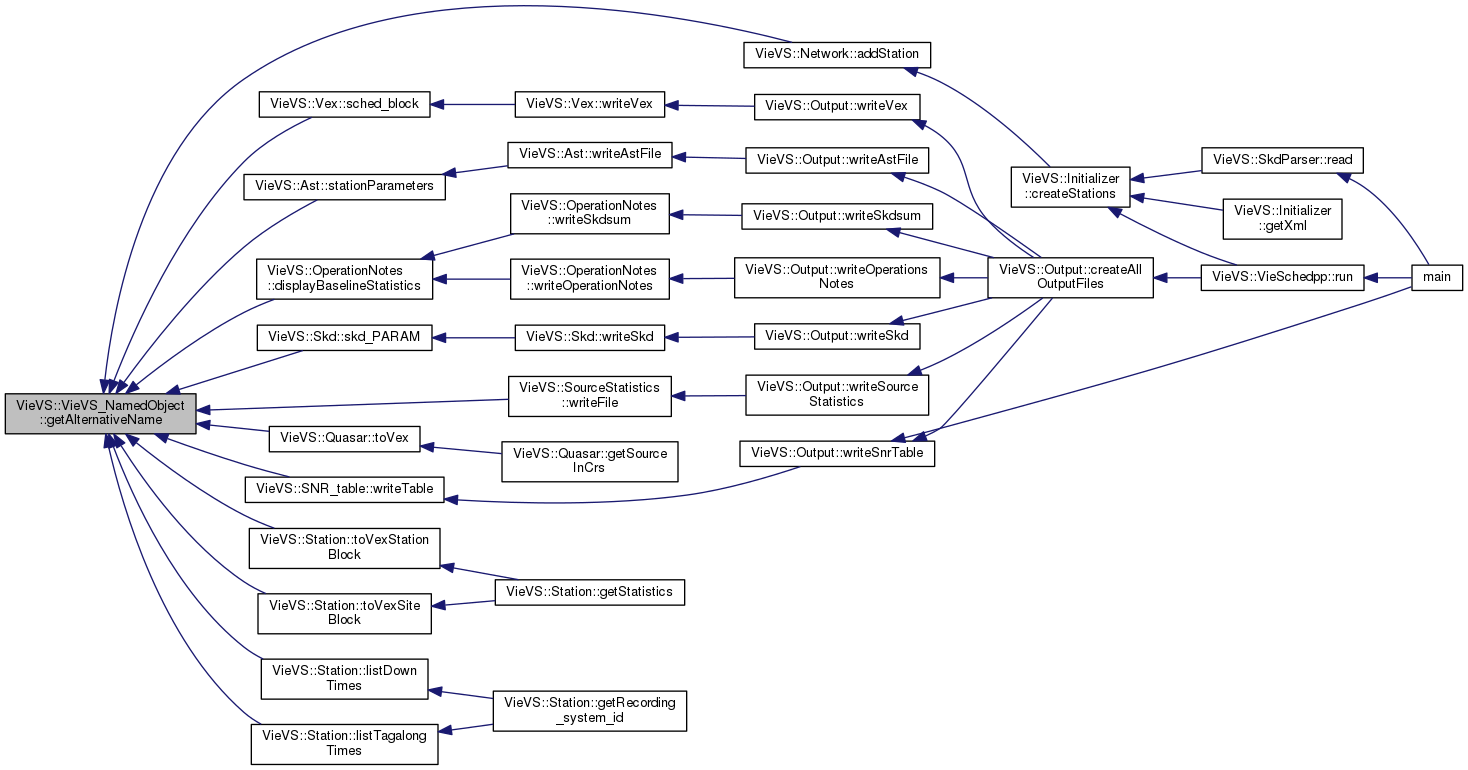 VieVS::Network::addStation
VieVS::Vex::sched_block
VieVS::Vex::writeVex
VieVS::Output::writeVex
VieVS::Ast::stationParameters
VieVS::Ast::writeAstFile
VieVS::Output::writeAstFile
VieVS::OperationNotes
::writeSkdsum
VieVS::Output::writeSkdsum
VieVS::Initializer
::createStations
VieVS::SkdParser::read
VieVS::Initializer
::getXml
VieVS::OperationNotes
::displayBaselineStatistics
VieVS::OperationNotes
::writeOperationNotes
VieVS::Output::writeOperations
Notes
VieVS::Output::createAll
OutputFiles
VieVS::VieSchedpp::run
main
VieVS::Skd::skd_PARAM
VieVS::Skd::writeSkd
VieVS::Output::writeSkd
VieVS::VieVS_NamedObject
::getAlternativeName
VieVS::SourceStatistics
::writeFile
VieVS::Output::writeSource
Statistics
VieVS::Quasar::toVex
VieVS::Quasar::getSource
InCrs
VieVS::Output::writeSnrTable
VieVS::SNR_table::writeTable
VieVS::Station::toVexStation
Block
VieVS::Station::getStatistics
VieVS::Station::toVexSite
Block
VieVS::Station::listDown
Times
VieVS::Station::getRecording
_system_id
VieVS::Station::listTagalong
Times